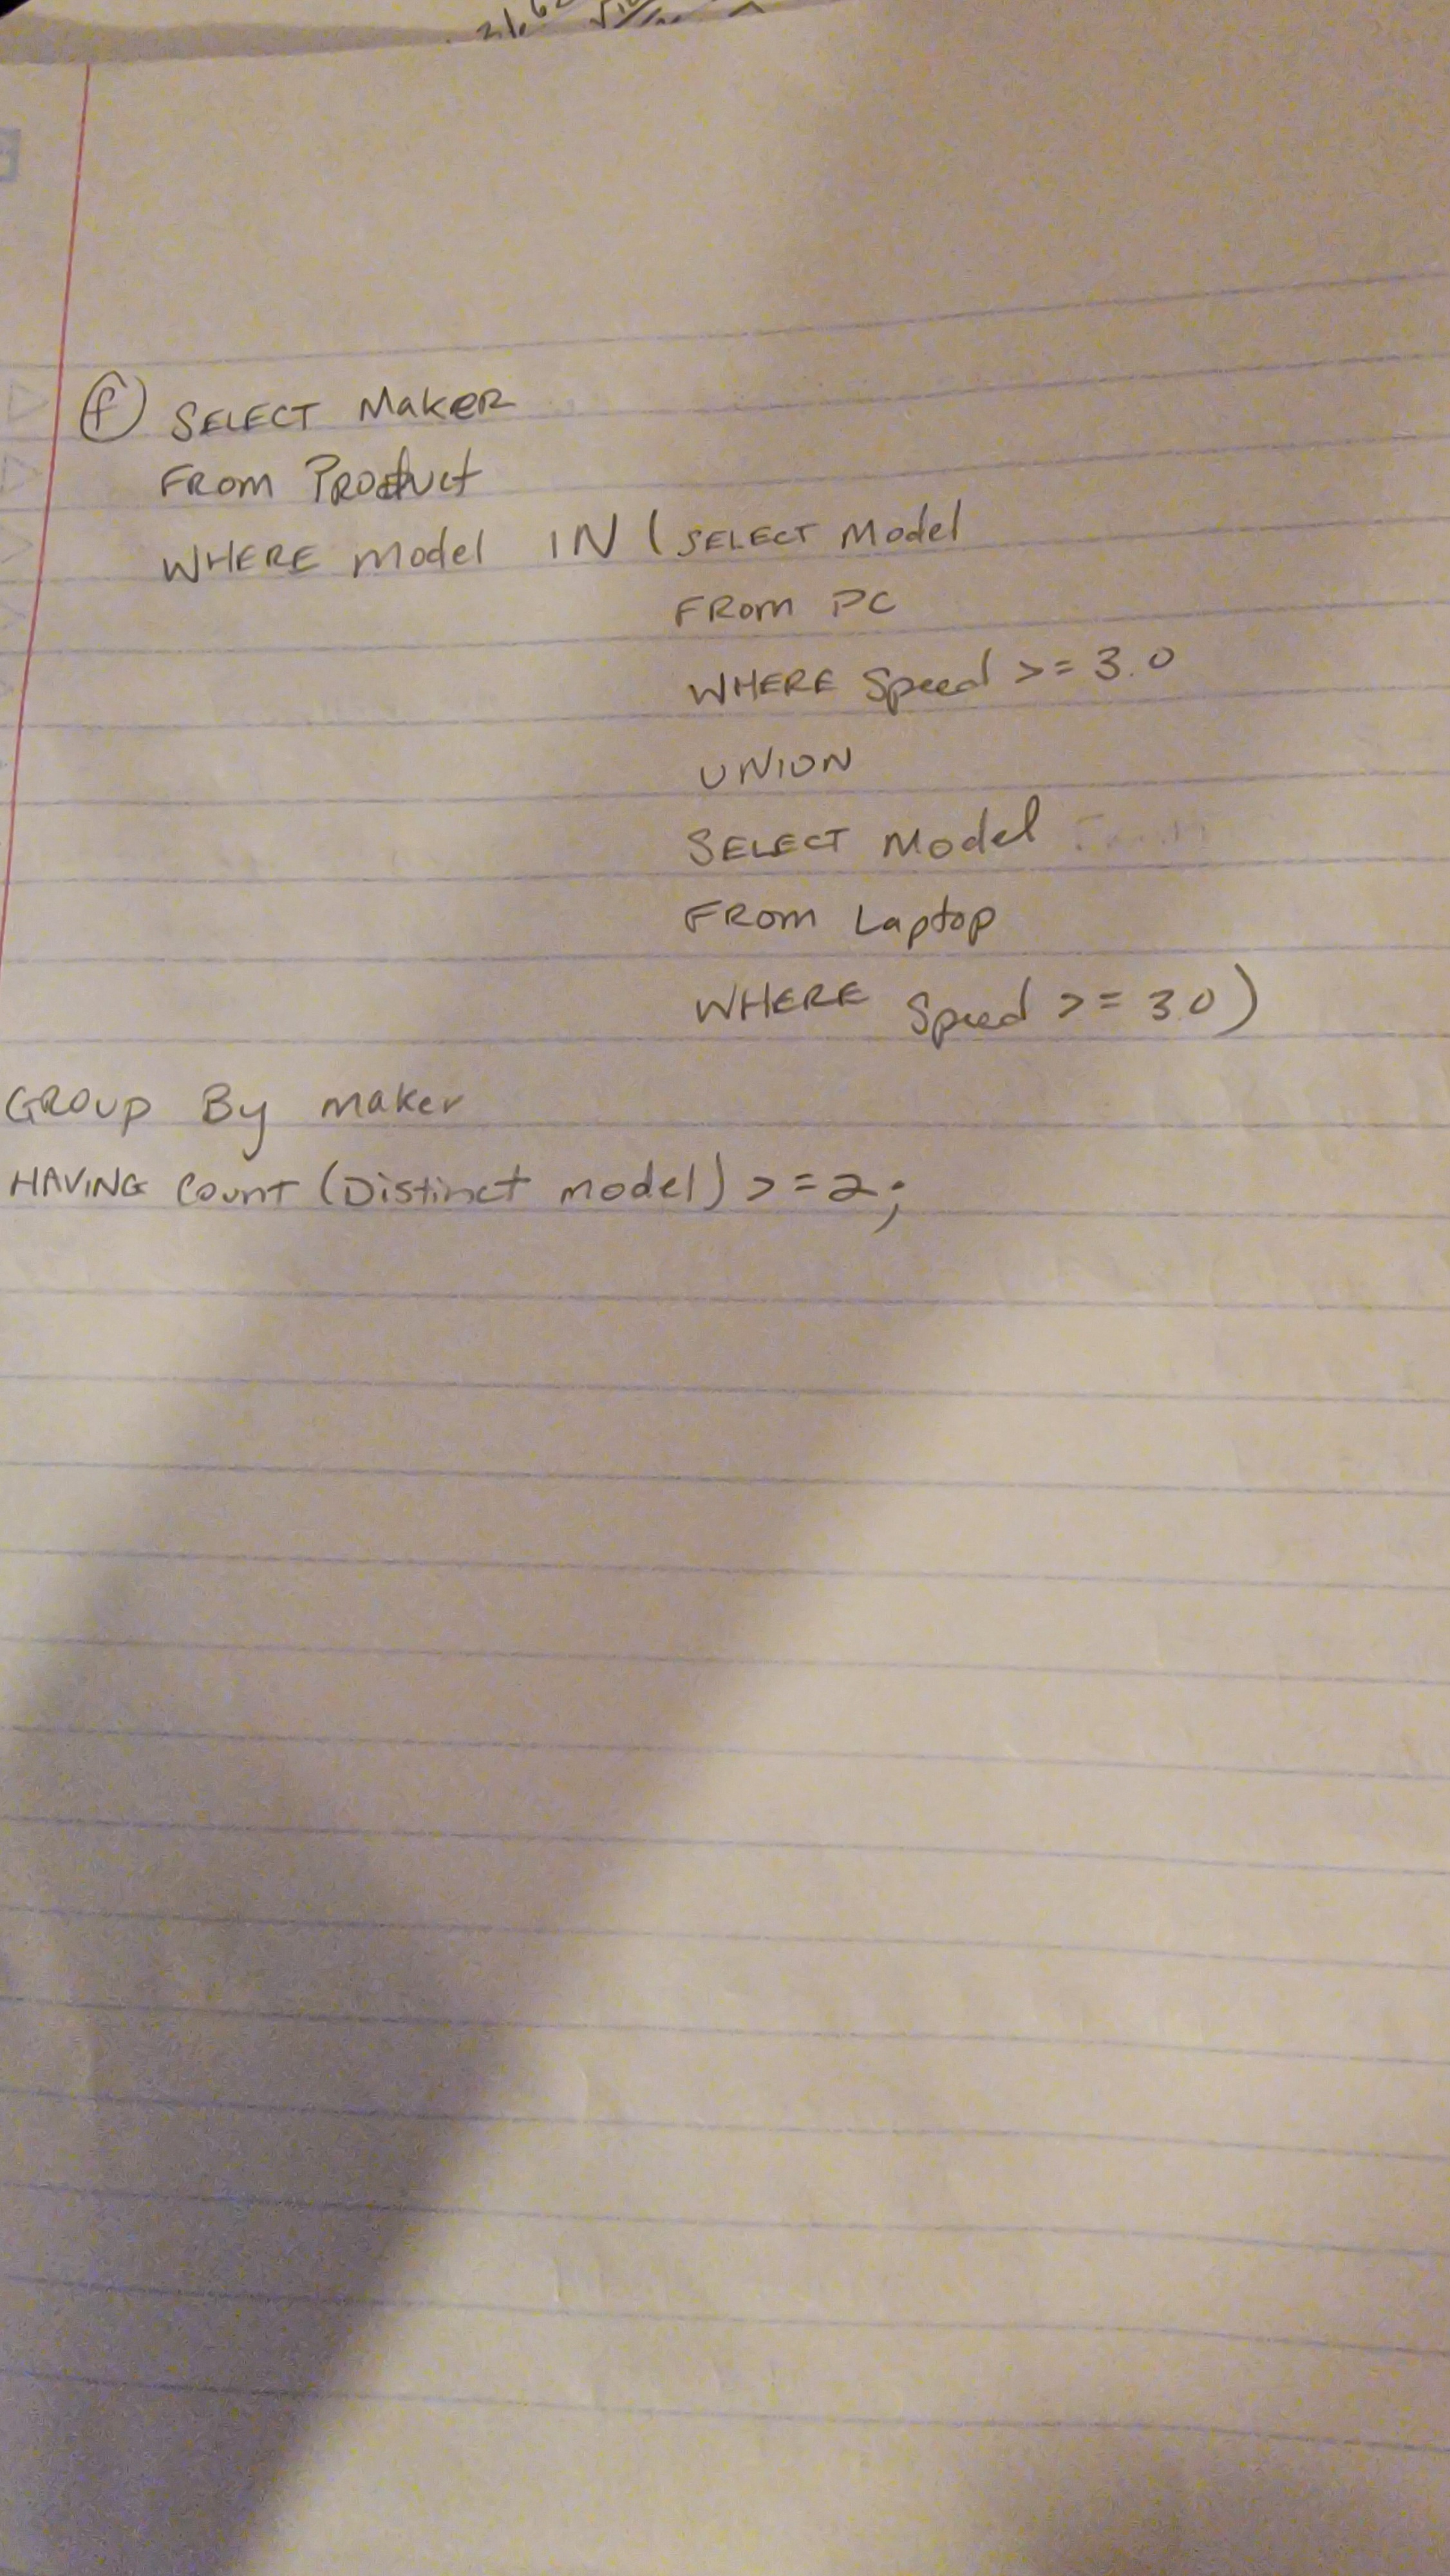 f SELECT Maker
FROM Product
WHERE model IN (SELECT Model
FROM PC
WHERE Speed >= 3.0
UNION
SELECT Model
FROM Laptop
WHERE Speed >= 3.0)
GROUP By maker
HAVING Count (Distinct model) >= 2;